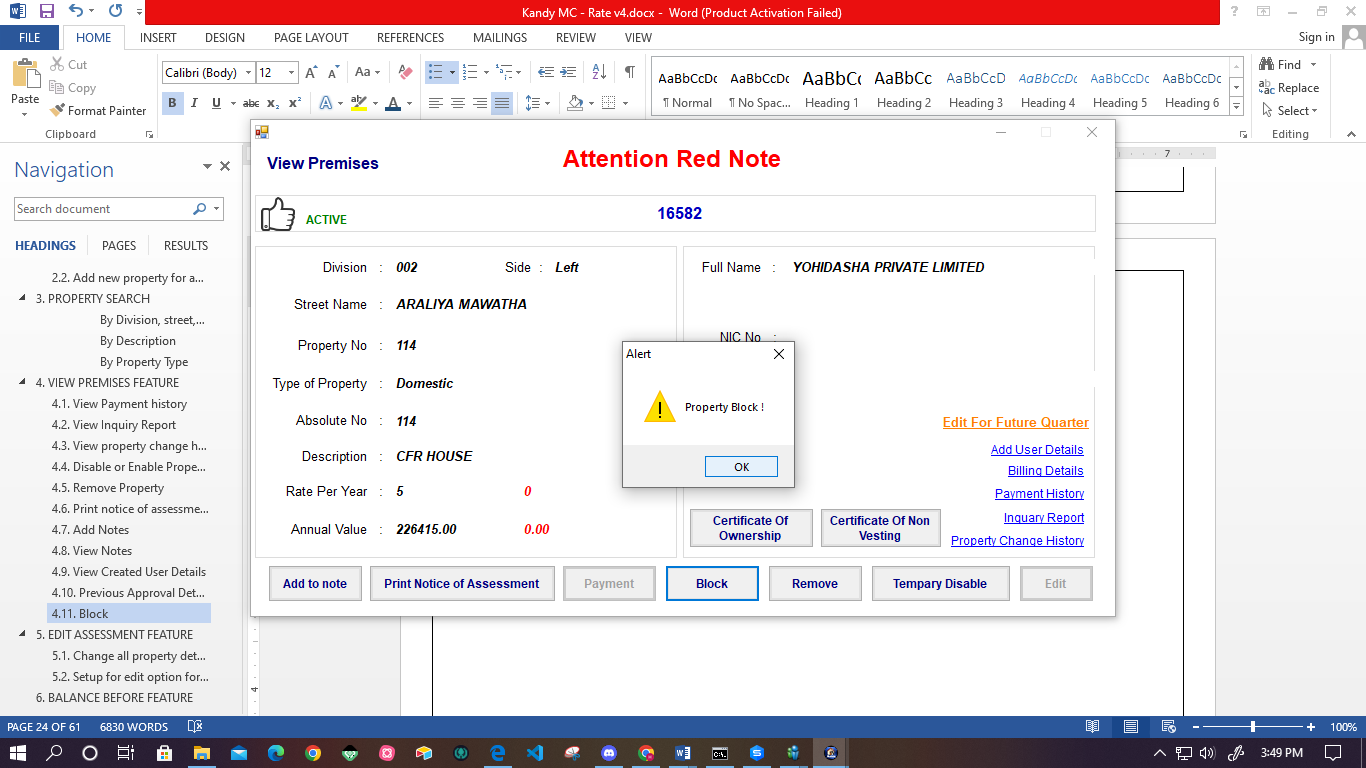 Kandy MC - Rate v4.docx - Word (Product Activation Failed)
FILE HOME INSERT DESIGN PAGE LAYOUT REFERENCES MAILINGS REVIEW VIEW Sign in
Paste
Cut
Copy
Format Painter
Clipboard
Calibri (Body) 12
B I U abc X₂ X² A A
AaBbCcDc AaBbCcDc AaBbC AaBbCc AaBbCcD AaBbCcDc AaBbCcDc AaBbCcDc
¶ Normal ¶ No Spac... Heading 1 Heading 2 Heading 3 Heading 4 Heading 5 Heading 6
Find
Replace
Select
Editing
Navigation
Search document
HEADINGS PAGES RESULTS
2.2. Add new property for a...
3. PROPERTY SEARCH
By Division, street,...
By Description
By Property Type
4. VIEW PREMISES FEATURE
4.1. View Payment history
4.2. View Inquiry Report
4.3. View property change h...
4.4. Disable or Enable Prope...
4.5. Remove Property
4.6. Print notice of assessme...
4.7. Add Notes
4.8. View Notes
4.9. View Created User Details
4.10. Previous Approval Det...
4.11. Block
5. EDIT ASSESSMENT FEATURE
5.1. Change all property det...
5.2. Setup for edit option for...
6. BALANCE BEFORE FEATURE
7
4
View Premises
Attention Red Note
ACTIVE
16582
Division : 002 Side : Left
Street Name : ARALIYA MAWATHA
Property No : 114
Type of Property : Domestic
Absolute No : 114
Description : CFR HOUSE
Rate Per Year : 5 0
Annual Value : 226415.00 0.00
Full Name : YOHIDASHA PRIVATE LIMITED
NIC No :
Alert
Property Block !
OK
Edit For Future Quarter
Add User Details
Billing Details
Payment History
Inquary Report
Property Change History
Certificate Of Ownership
Certificate Of Non Vesting
Add to note Print Notice of Assessment Payment Block Remove Tempary Disable Edit
PAGE 24 OF 61 6830 WORDS 100%
3:49 PM